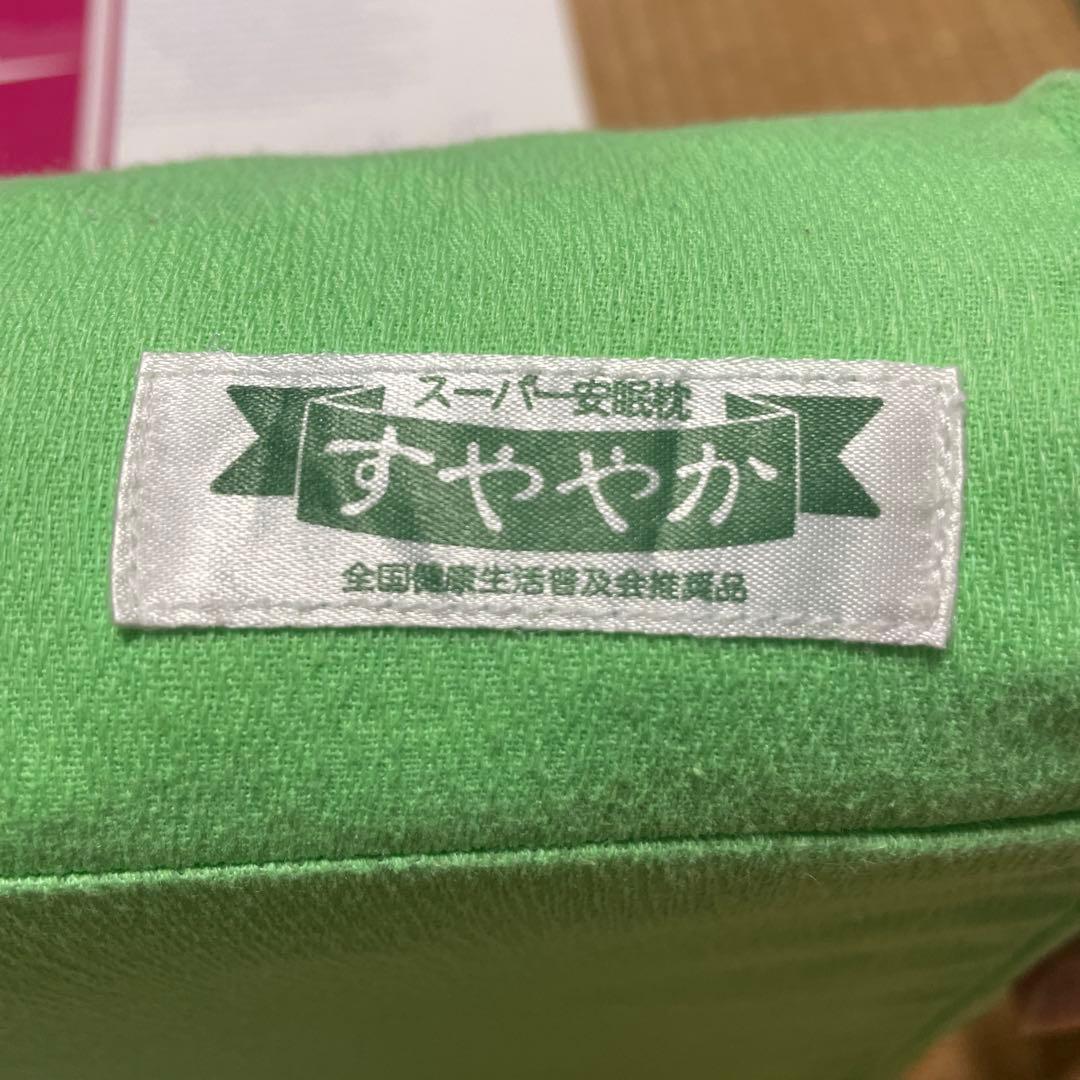 スーパー安眠枕
すややか
全国健康生活普及会推奨品